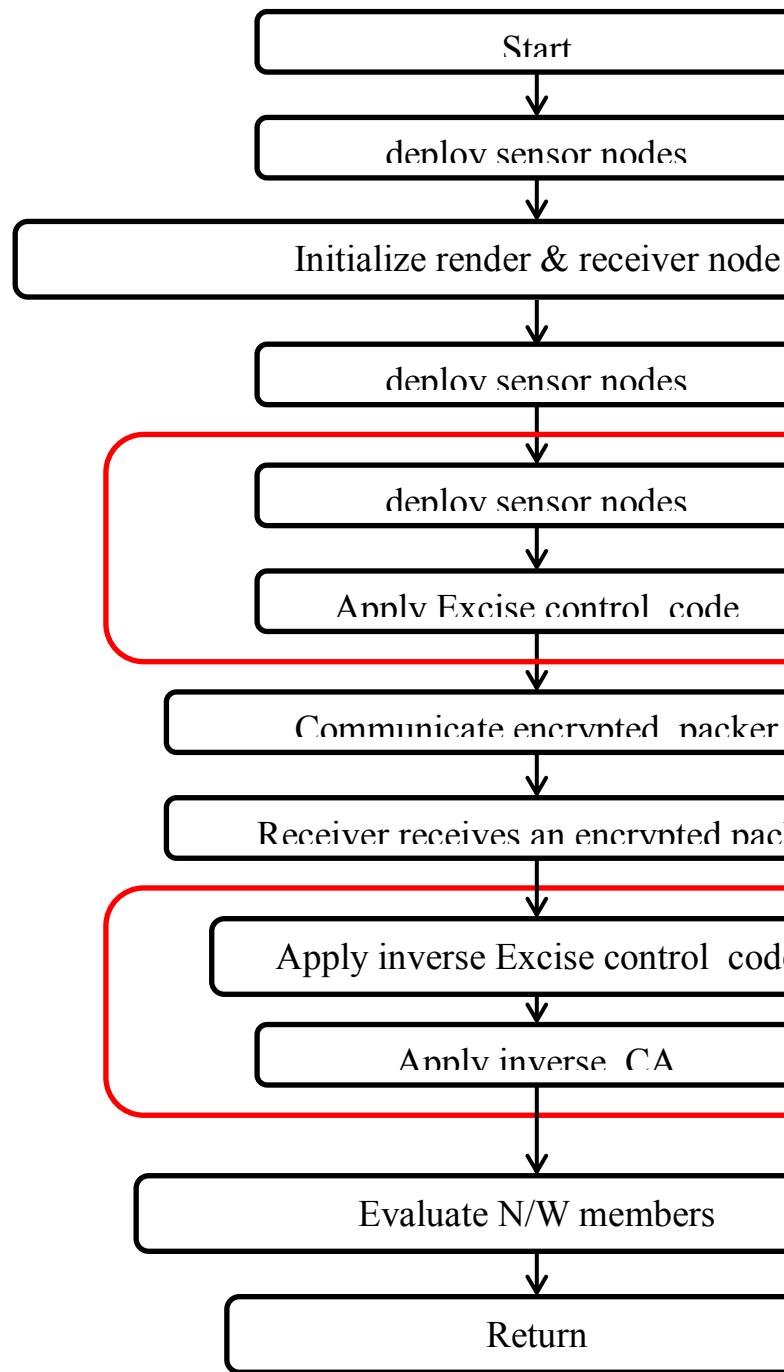 Start
deploy sensor nodes
Initialize render & receiver node
deploy sensor nodes
deploy sensor nodes
Apply Excise control code
Communicate encrypted packer
Receiver receives an encrypted pac
Apply inverse Excise control code
Apply inverse CA
Evaluate N/W members
Return